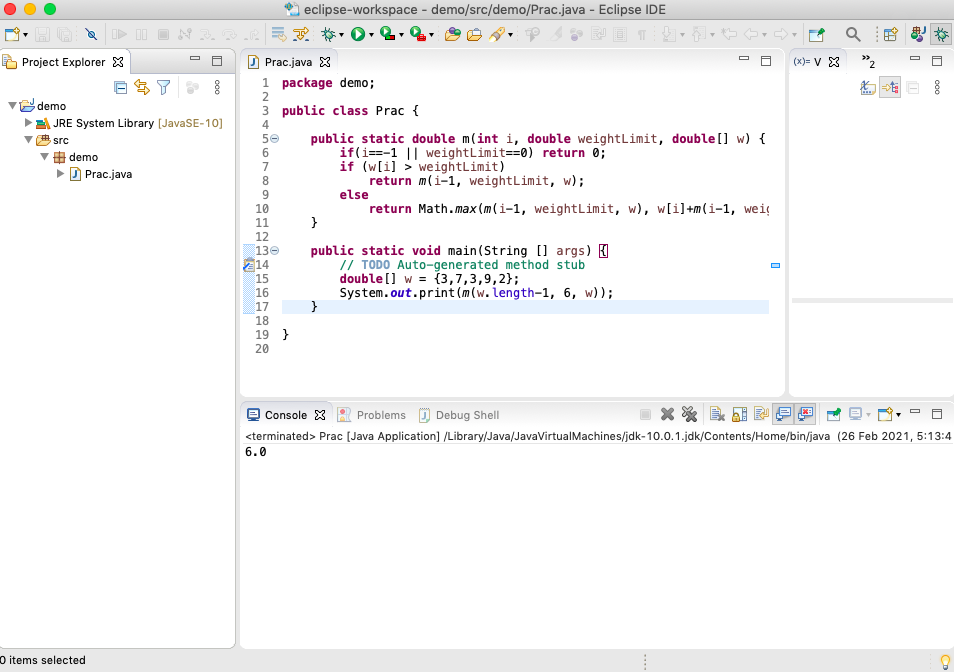 eclipse-workspace - demo/src/demo/Prac.java - Eclipse IDE
Project Explorer
demo
JRE System Library [JavaSE-10]
src
demo
Prac.java
Prac.java
1 package demo;
2
3 public class Prac {
4
5 public static double m(int i, double weightLimit, double[] w) {
6 if(i==-1 || weightLimit==0) return 0;
7 if (w[i] > weightLimit)
8 return m(i-1, weightLimit, w);
9 else
10 return Math.max(m(i-1, weightLimit, w), w[i]+m(i-1, weig
11 }
12
13 public static void main(String [] args) {
14 // TODO Auto-generated method stub
15 double[] w = {3,7,3,9,2};
16 System.out.print(m(w.length-1, 6, w));
17 }
18
19 }
20
(x)= V
»2
Console
Problems
Debug Shell
<terminated> Prac [Java Application] /Library/Java/JavaVirtualMachines/jdk-10.0.1.jdk/Contents/Home/bin/java (26 Feb 2021, 5:13:4
6.0
0 items selected